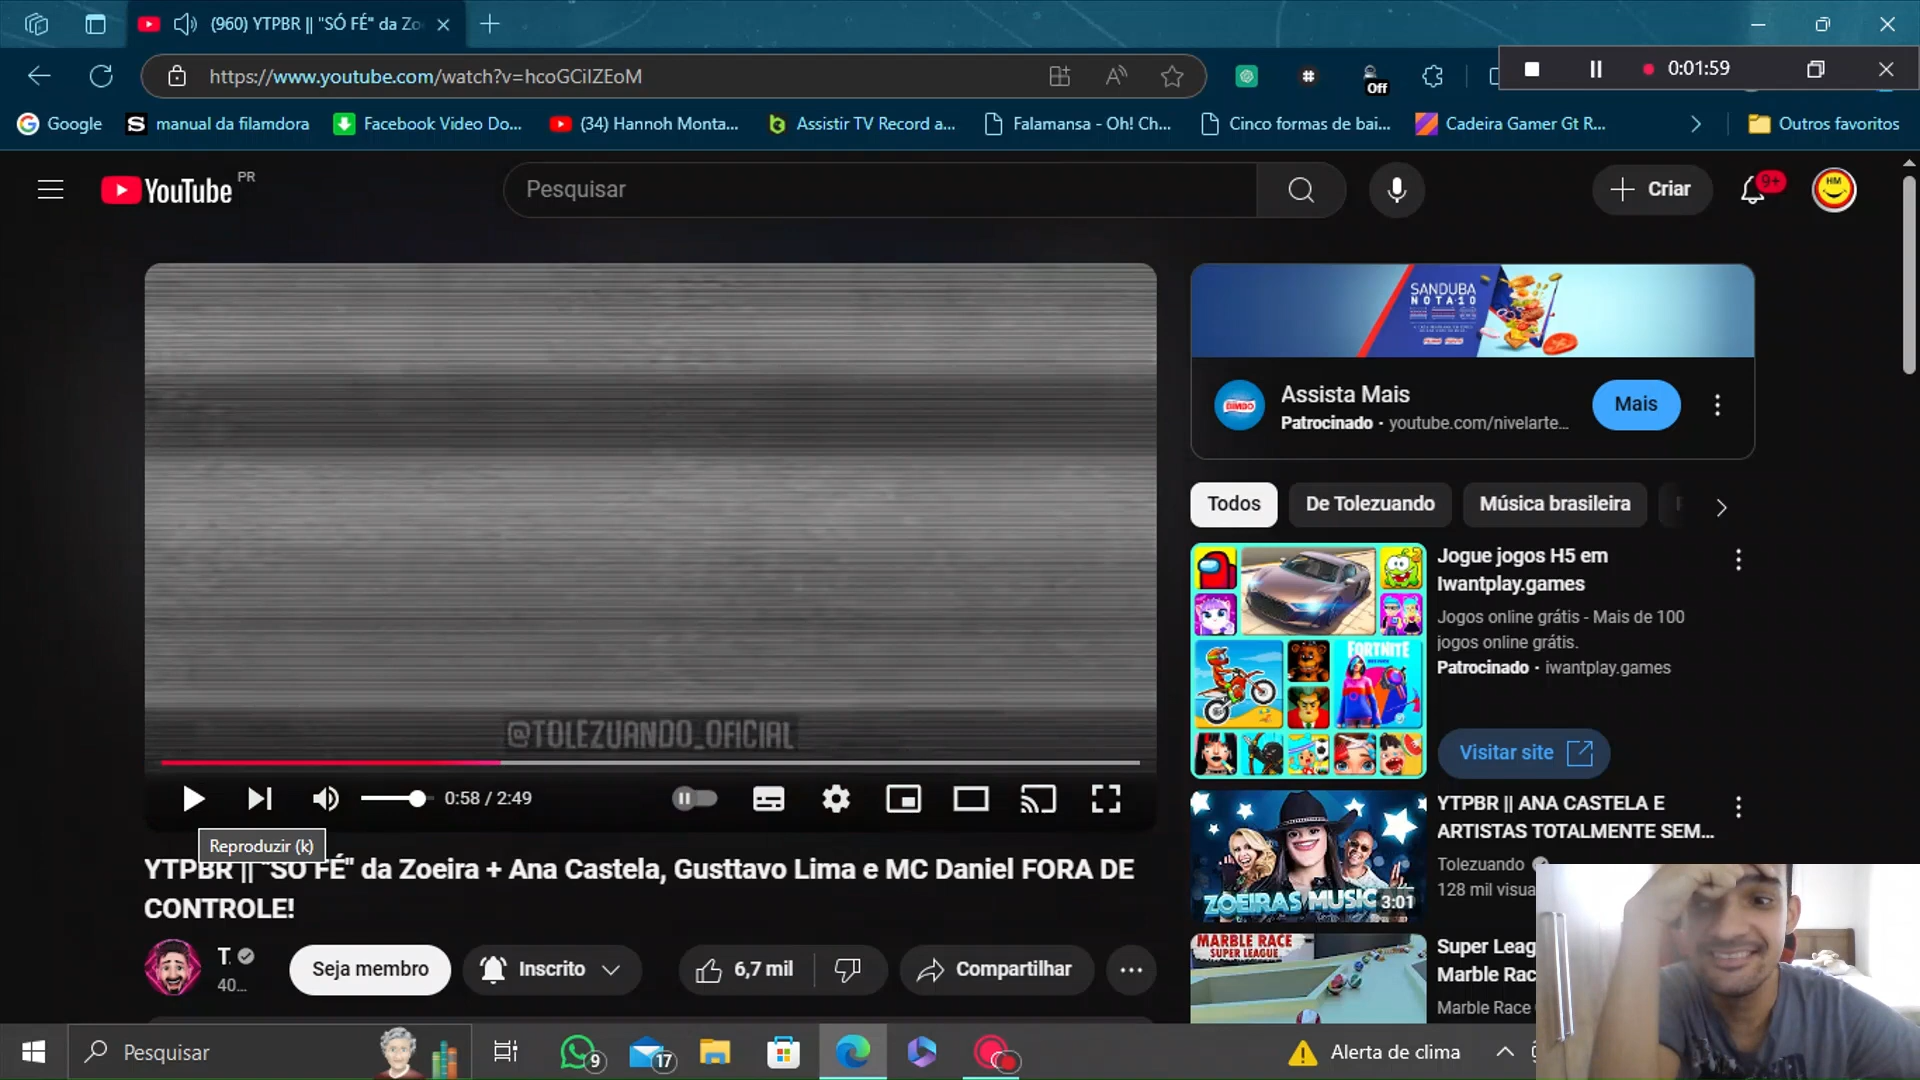 (960) YTPBR || "SÓ FÉ" da Zo
https://www.youtube.com/watch?v=hcoGCiIZEoM
Off
0:01:59
Google
manual da filamdora
Facebook Video Do...
(34) Hannoh Monta...
Assistir TV Record a...
Falamansa - Oh! Ch...
Cinco formas de bai...
Cadeira Gamer Gt R...
Outros favoritos
YouTube PR
Pesquisar
Criar
9+
HM
@TOLEZUANDO_OFICIAL
0:58 / 2:49
Reproduzir (k)
YTPBR || "SÓ FÉ" da Zoeira + Ana Castela, Gusttavo Lima e MC Daniel FORA DE
CONTROLE!
T.
40...
Seja membro
Inscrito
6,7 mil
Compartilhar
SANDUBA
NOTA10
BIMBO
Assista Mais
Patrocinado · youtube.com/nivelarte...
Mais
Todos
De Tolezuando
Música brasileira
FORTNITE
Jogue jogos H5 em
Iwantplay.games
Jogos online grátis - Mais de 100
jogos online grátis.
Patrocinado · iwantplay.games
Visitar site
ZOEIRAS MUSIC
3:01
YTPBR || ANA CASTELA E
ARTISTAS TOTALMENTE SEM...
Tolezuando
128 mil visua
MARBLE RACE
SUPER LEAGUE
Super Leag
Marble Rac
Marble Race
Pesquisar
9
17
Alerta de clima